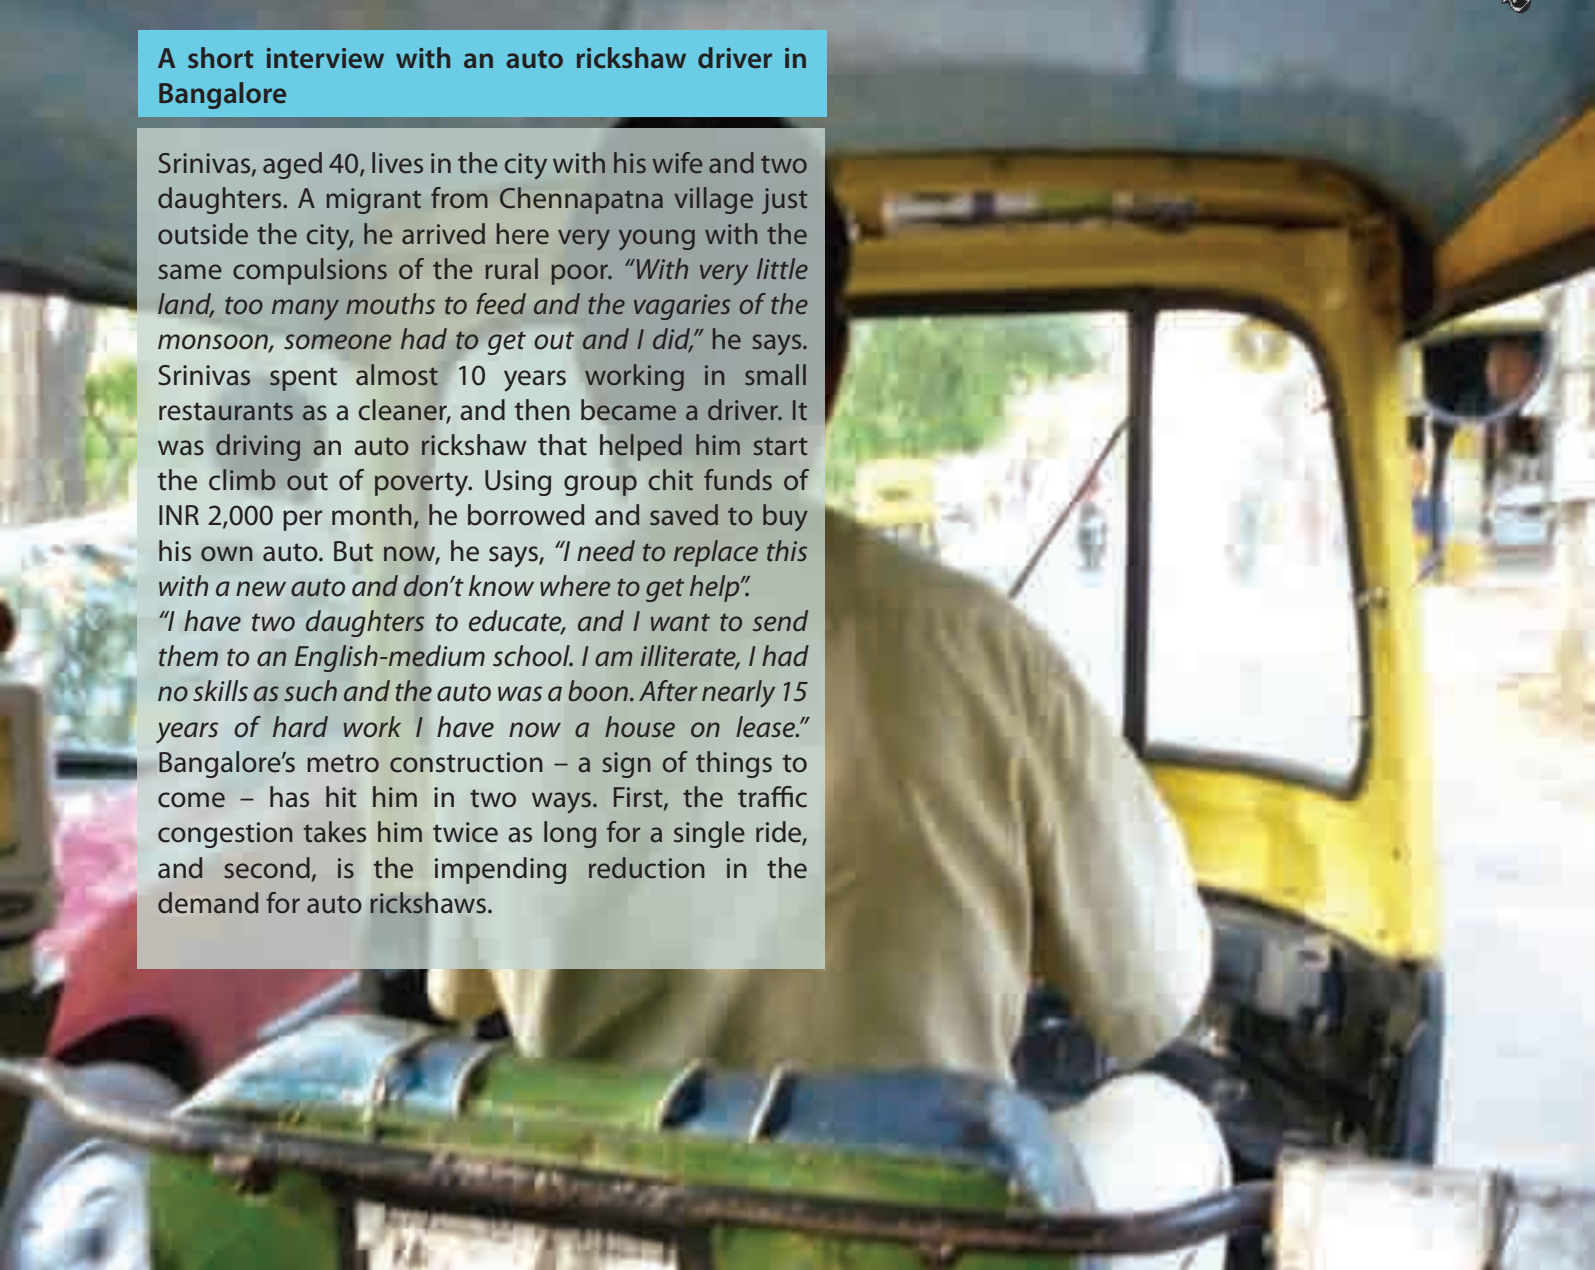 A short interview with an auto rickshaw driver in
Bangalore
Srinivas, aged 40, lives in the city with his wife and two
daughters. A migrant from Chennapatna village just
outside the city, he arrived here very young with the
same compulsions of the rural poor. “With very little
land, too many mouths to feed and the vagaries of the
monsoon, someone had to get out and I did,” he says.
Srinivas spent almost 10 years working in small
restaurants as a cleaner, and then became a driver. It
was driving an auto rickshaw that helped him start
the climb out of poverty. Using group chit funds of
INR 2,000 per month, he borrowed and saved to buy
his own auto. But now, he says, “I need to replace this
with a new auto and don’t know where to get help”.
“I have two daughters to educate, and I want to send
them to an English-medium school. I am illiterate, I had
no skills as such and the auto was a boon. After nearly 15
years of hard work I have now a house on lease.”
Bangalore’s metro construction – a sign of things to
come – has hit him in two ways. First, the traffic
congestion takes him twice as long for a single ride,
and second, is the impending reduction in the
demand for auto rickshaws.